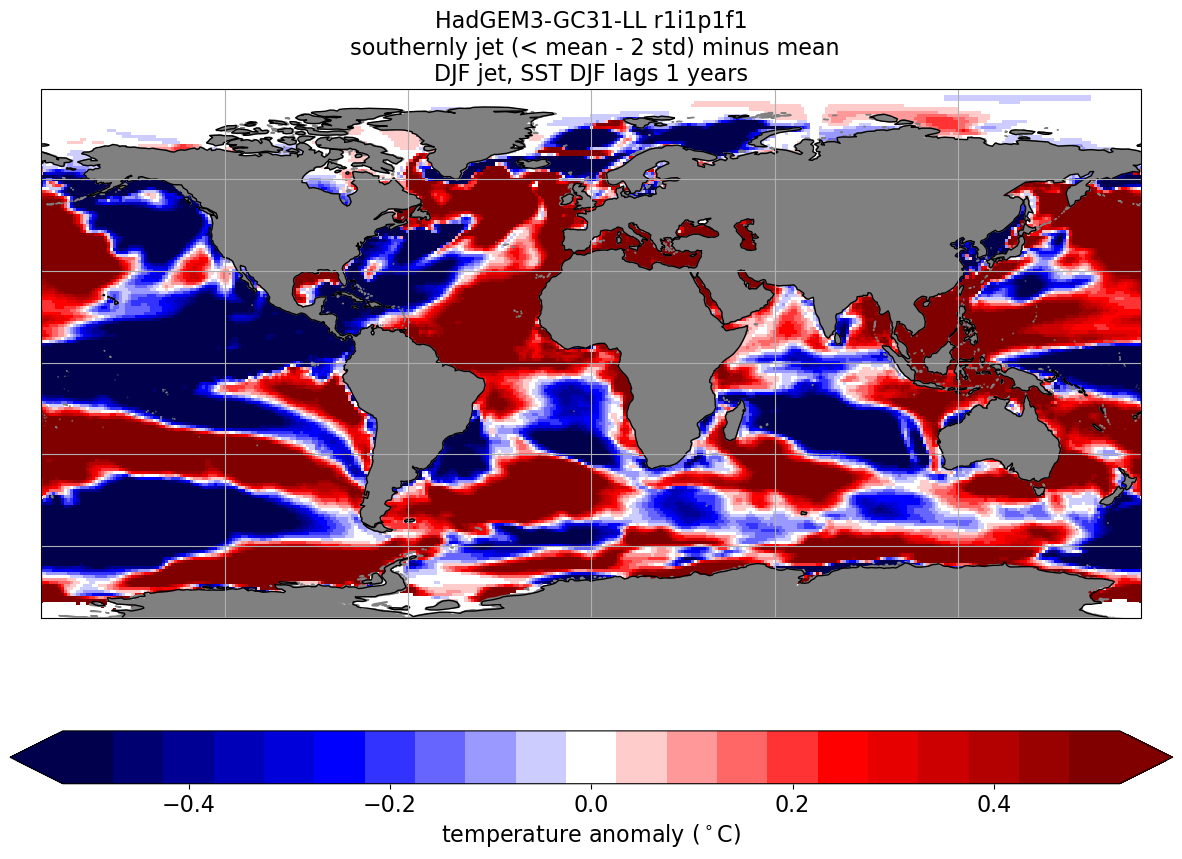 HadGEM3-GC31-LL r1i1p1f1
southernly jet (< mean - 2 std) minus mean
DJF jet, SST DJF lags 1 years
−0.4 −0.2 0.0 0.2 0.4
temperature anomaly (°C)